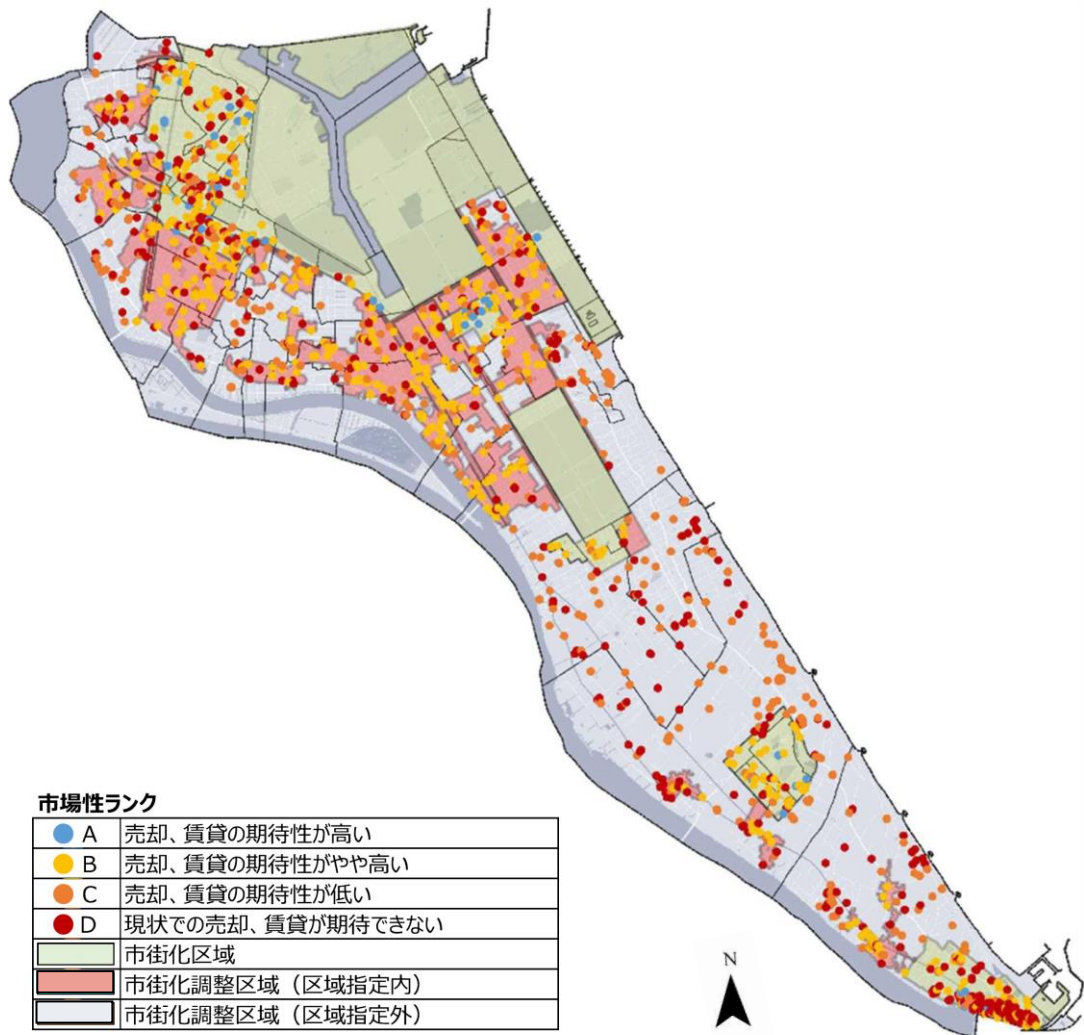 N
市場性ランク
A 売却、賃貸の期待性が高い
B 売却、賃貸の期待性がやや高い
C 売却、賃貸の期待性が低い
D 現状での売却、賃貸が期待できない
市街化区域
市街化調整区域（区域指定内）
市街化調整区域（区域指定外）